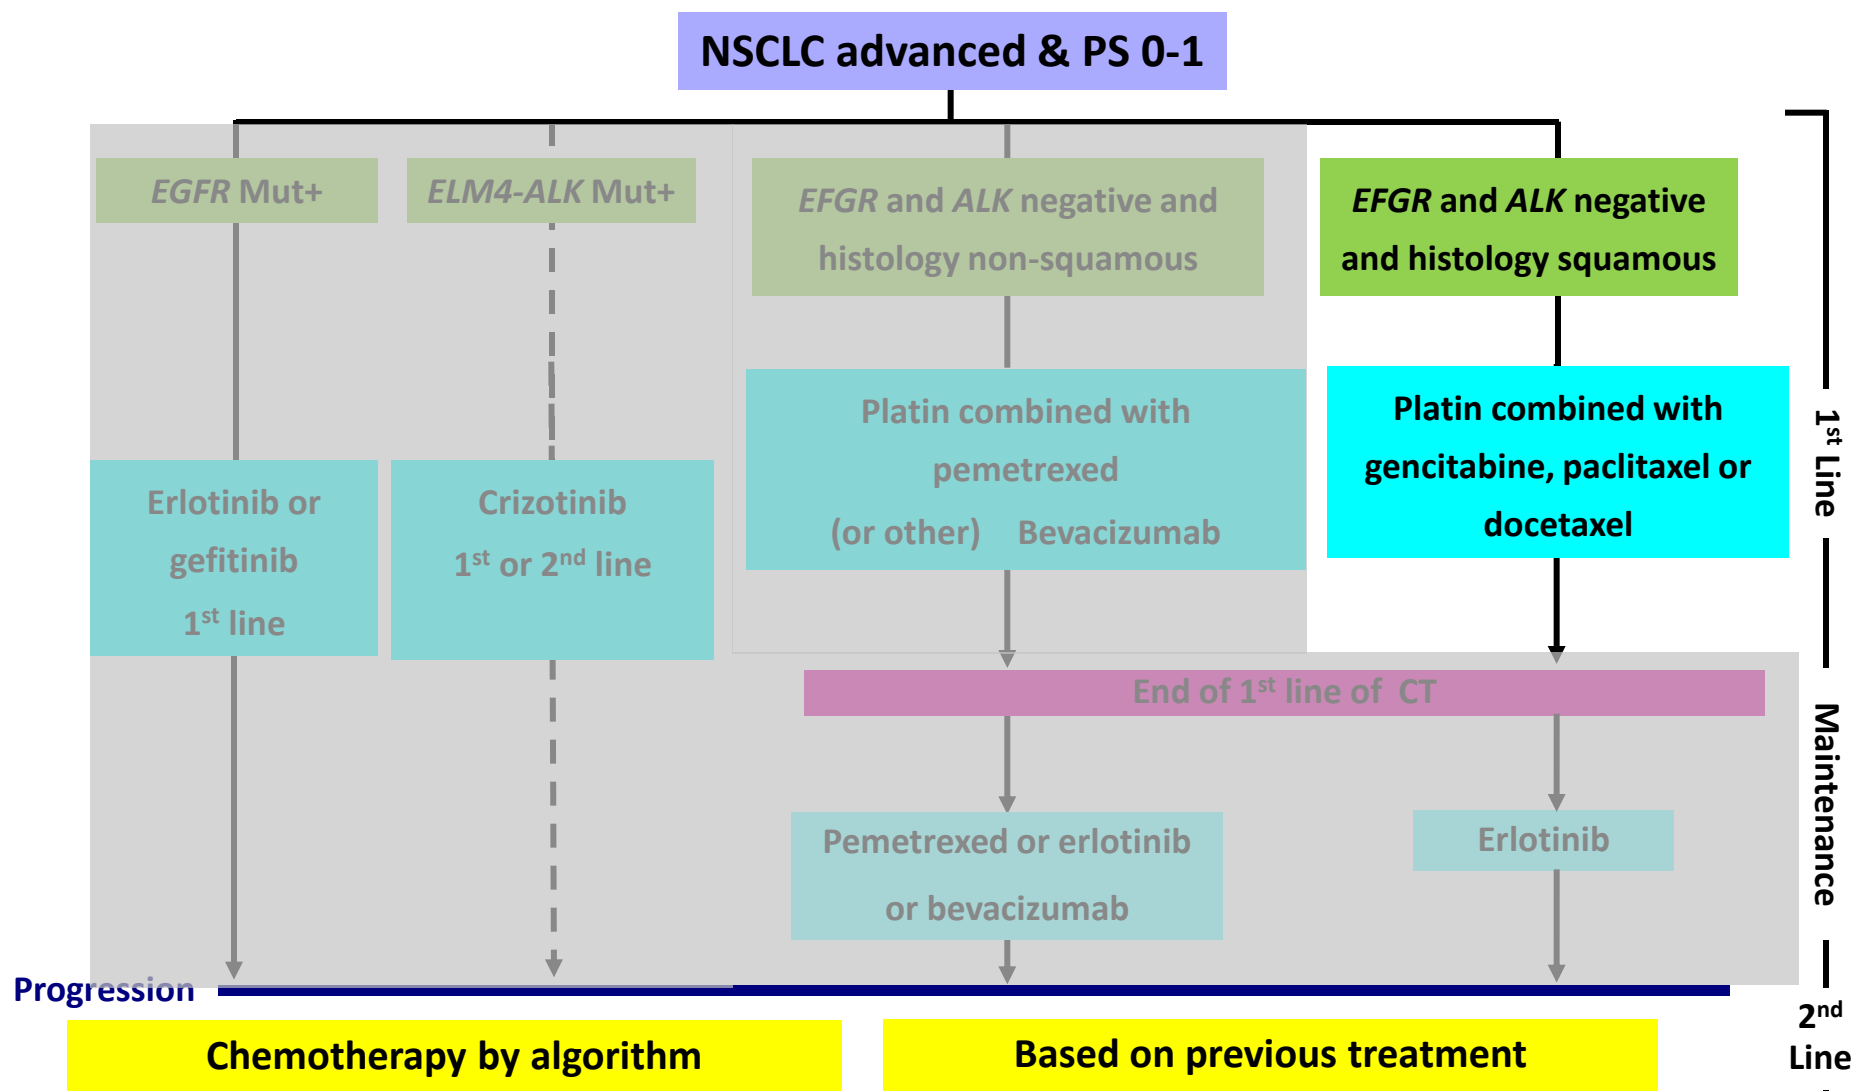 NSCLC advanced & PS 0-1
EGFR Mut+
ELM4-ALK Mut+
EFGR and ALK negative and
histology non-squamous
EFGR and ALK negative
and histology squamous
Erlotinib or
gefitinib
1st line
Crizotinib
1st or 2nd line
Platin combined with
pemetrexed
(or other) Bevacizumab
Platin combined with
gencitabine, paclitaxel or
docetaxel
1st Line
End of 1st line of CT
Maintenance
Pemetrexed or erlotinib
or bevacizumab
Erlotinib
Progression
2nd
Line
Chemotherapy by algorithm
Based on previous treatment